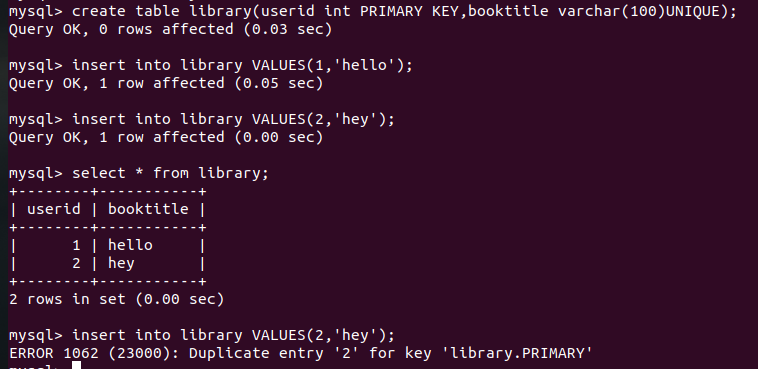 mysql> create table library(userid int PRIMARY KEY,booktitle varchar(100)UNIQUE);
Query OK, 0 rows affected (0.03 sec)
mysql> insert into library VALUES(1,'hello');
Query OK, 1 row affected (0.05 sec)
mysql> insert into library VALUES(2,'hey');
Query OK, 1 row affected (0.00 sec)
mysql> select * from library;
+--------+-----------+
| userid | booktitle |
+--------+-----------+
|      1 | hello     |
|      2 | hey       |
+--------+-----------+
2 rows in set (0.00 sec)
mysql> insert into library VALUES(2,'hey');
ERROR 1062 (23000): Duplicate entry '2' for key 'library.PRIMARY'
mysql>